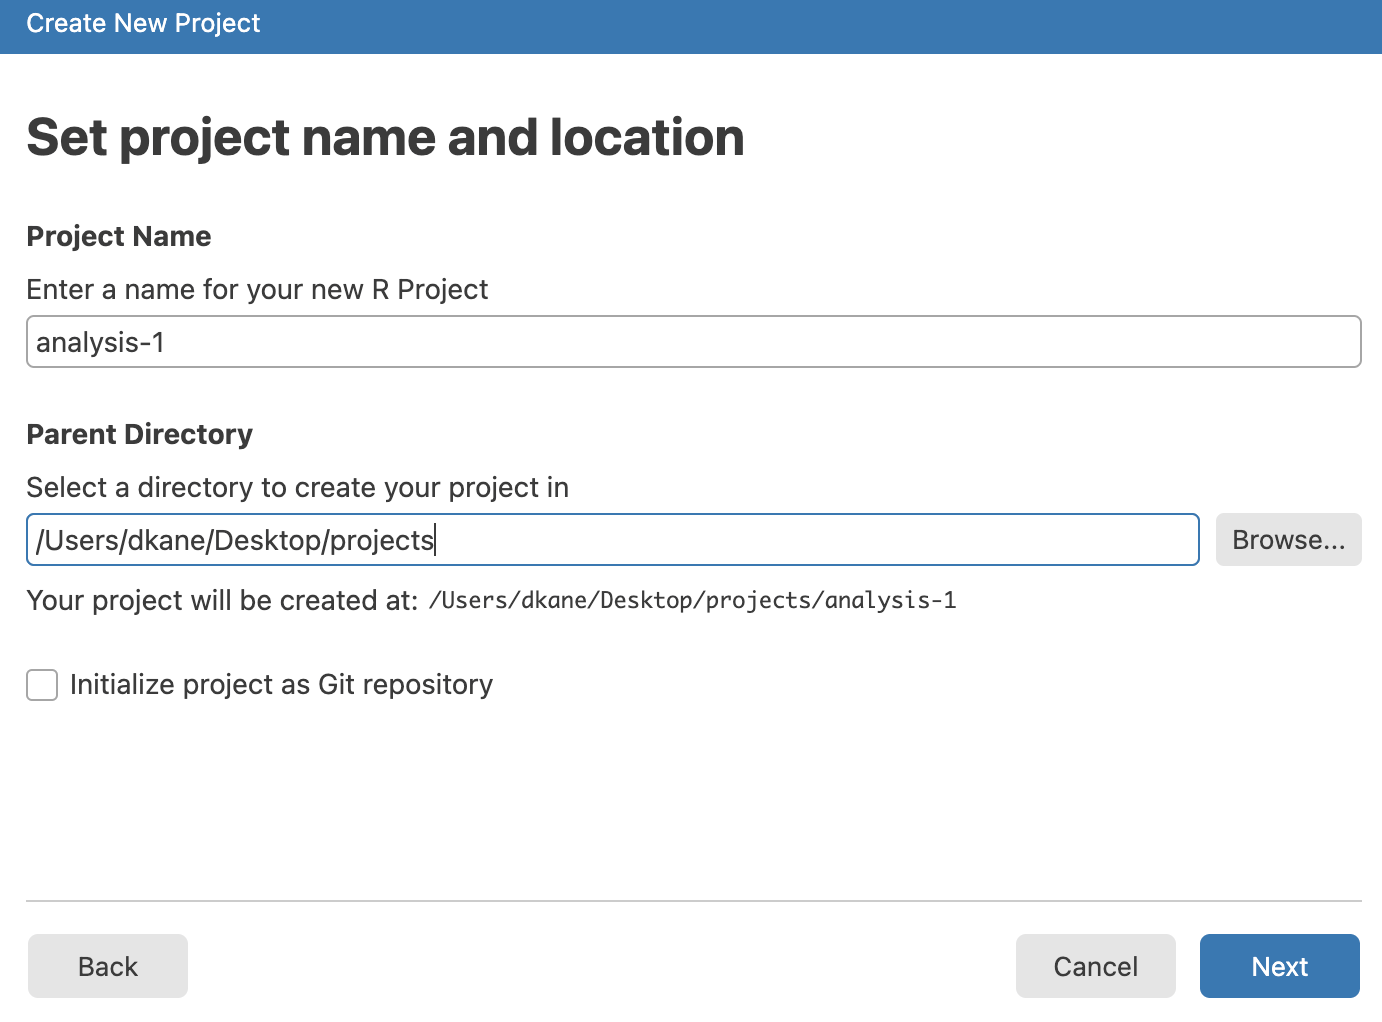 Create New Project
Set project name and location
Project Name
Enter a name for your new R Project
analysis-1
Parent Directory
Select a directory to create your project in
/Users/dkane/Desktop/projects
Browse...
Your project will be created at: /Users/dkane/Desktop/projects/analysis-1
Initialize project as Git repository
Back
Cancel
Next